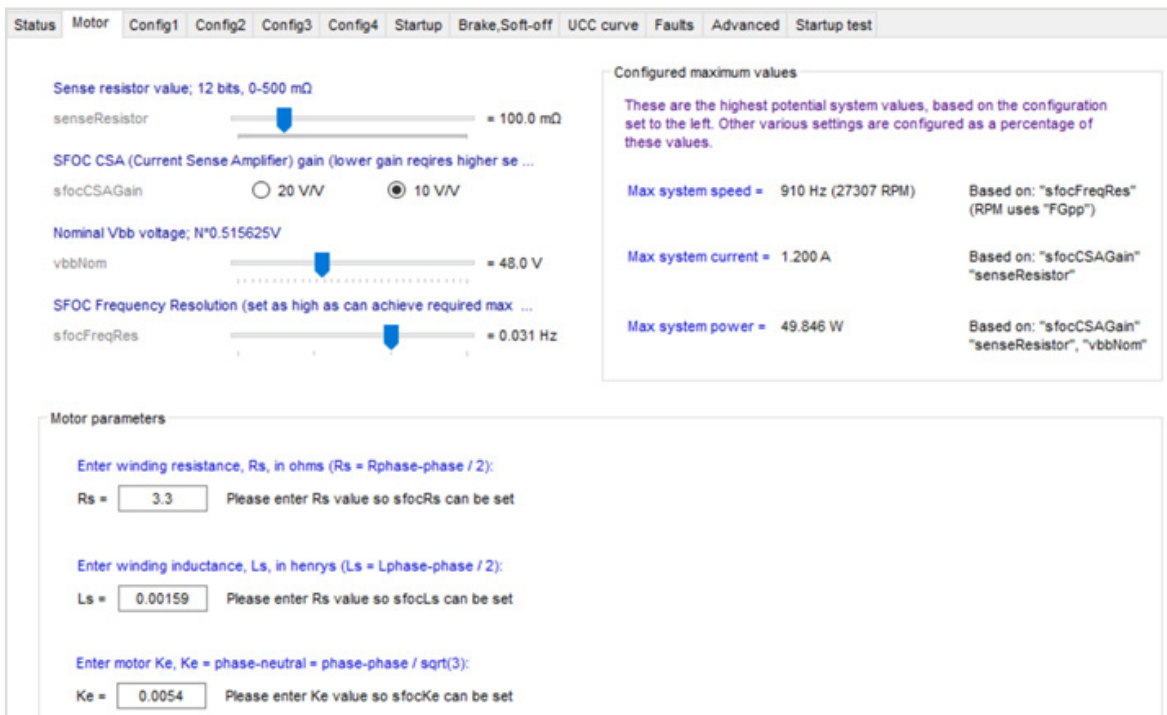 Status Motor Config1 Config2 Config3 Config4 Startup Brake,Soft-off UCC curve Faults Advanced Startup test
Sense resistor value; 12 bits, 0-500 mΩ
senseResistor = 100.0 mΩ
SFOC CSA (Current Sense Amplifier) gain (lower gain reqires higher se ...
sfocCSAGain 20 V/V 10 V/V
Nominal Vbb voltage; N*0.515625V
vbbNom = 48.0 V
SFOC Frequency Resolution (set as high as can achieve required max ...
sfocFreqRes = 0.031 Hz
Configured maximum values
These are the highest potential system values, based on the configuration
set to the left. Other various settings are configured as a percentage of
these values.
Max system speed = 910 Hz (27307 RPM) Based on: "sfocFreqRes"
(RPM uses "FGpp")
Max system current = 1.200 A Based on: "sfocCSAGain"
"senseResistor"
Max system power = 49.846 W Based on: "sfocCSAGain"
"senseResistor", "vbbNom"
Motor parameters
Enter winding resistance, Rs, in ohms (Rs = Rphase-phase / 2):
Rs = 3.3 Please enter Rs value so sfocRs can be set
Enter winding inductance, Ls, in henrys (Ls = Lphase-phase / 2):
Ls = 0.00159 Please enter Rs value so sfocLs can be set
Enter motor Ke, Ke = phase-neutral = phase-phase / sqrt(3):
Ke = 0.0054 Please enter Ke value so sfocKe can be set